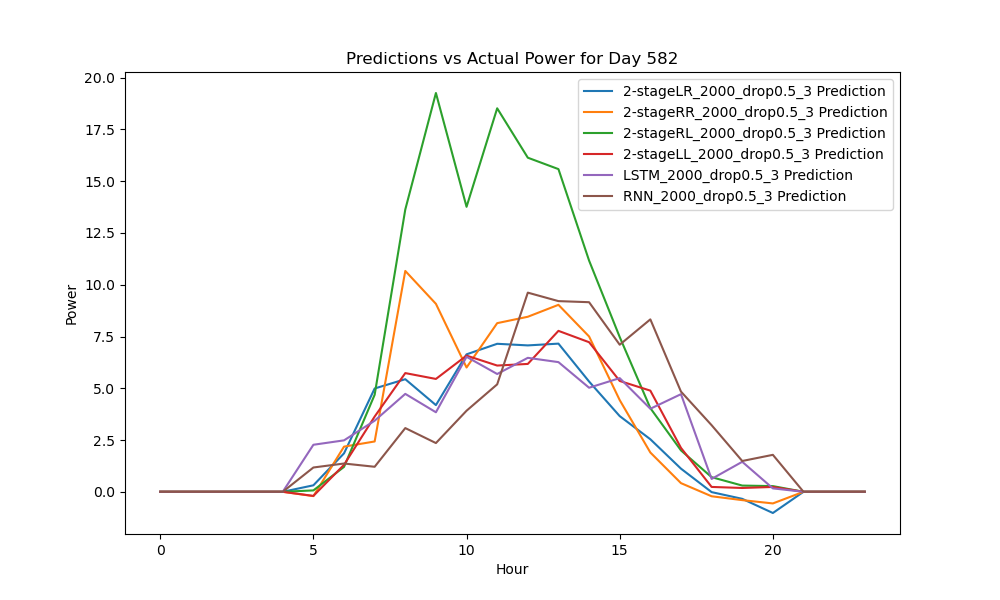 Predictions vs Actual Power for Day 582
20.0
17.5
15.0
12.5
10.0
7.5
5.0
2.5
0.0
Power
2-stageLR_2000_drop0.5_3 Prediction
2-stageRR_2000_drop0.5_3 Prediction
2-stageRL_2000_drop0.5_3 Prediction
2-stageLL_2000_drop0.5_3 Prediction
LSTM_2000_drop0.5_3 Prediction
RNN_2000_drop0.5_3 Prediction
0 5 10 15 20
Hour